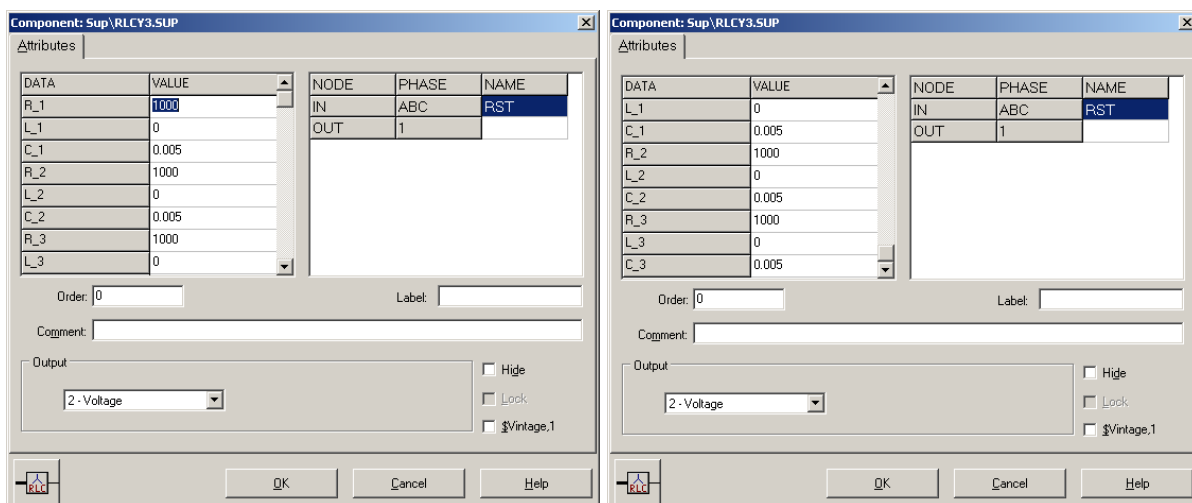 Component: Sup\RLCY3.SUP
Attributes
DATA VALUE
R_1 1000
L_1 0
C_1 0.005
R_2 1000
L_2 0
C_2 0.005
R_3 1000
L_3 0
NODE PHASE NAME
IN ABC RST
OUT 1
Order: 0
Label:
Comment:
Output
2 - Voltage
Hide
Lock
$Vintage,1
RLC
OK
Cancel
Help
Component: Sup\RLCY3.SUP
Attributes
DATA VALUE
L_1 0
C_1 0.005
R_2 1000
L_2 0
C_2 0.005
R_3 1000
L_3 0
C_3 0.005
NODE PHASE NAME
IN ABC RST
OUT 1
Order: 0
Label:
Comment:
Output
2 - Voltage
Hide
Lock
$Vintage,1
RLC
OK
Cancel
Help